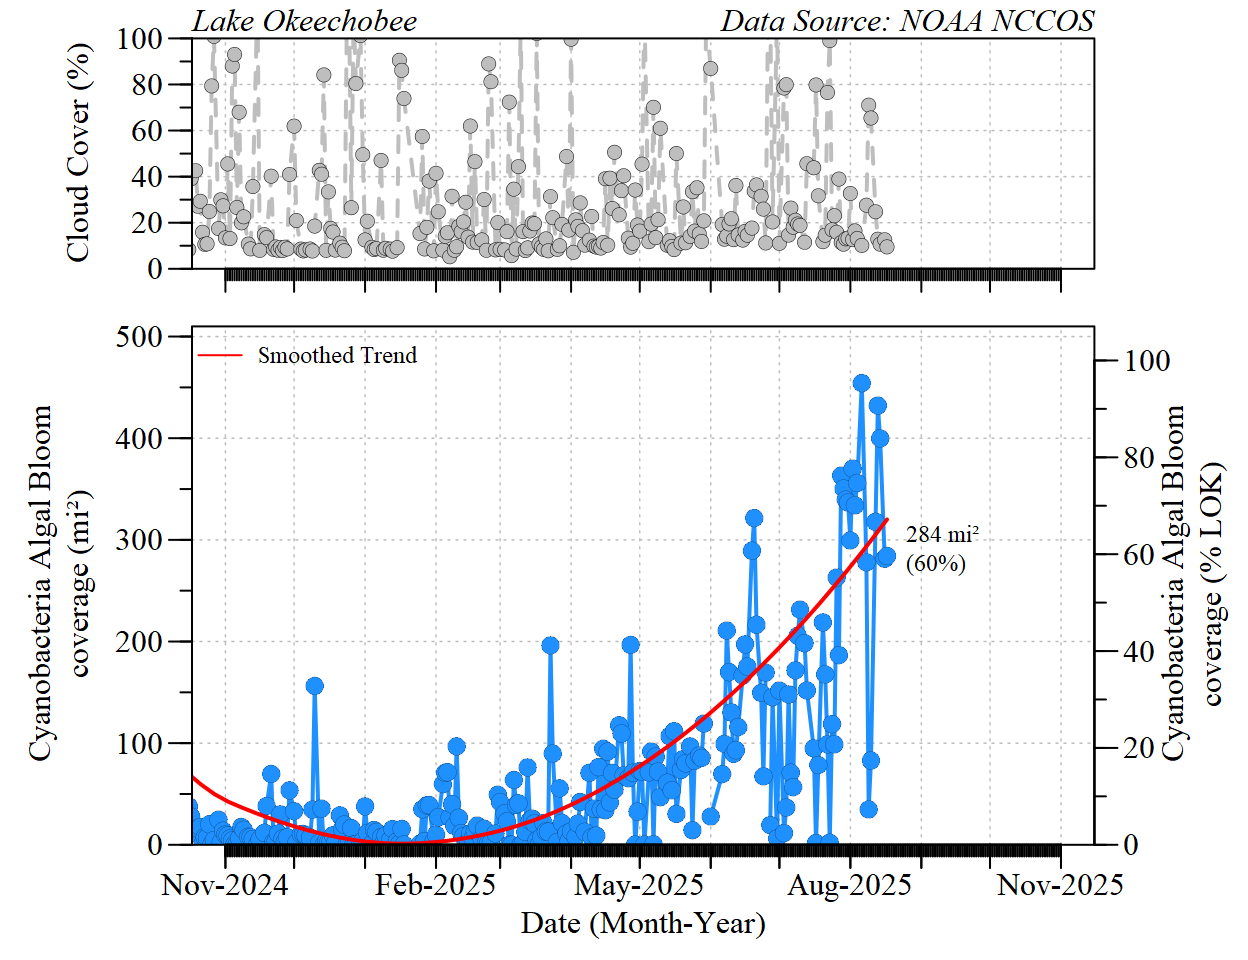 Lake Okeechobee
Data Source: NOAA NCCOS
Cloud Cover (%)
100
80
60
40
20
0
Smoothed Trend
Cyanobacteria Algal Bloom
coverage (mi²)
500
400
300
200
100
0
284 mi²
(60%)
100
80
60
40
20
0
Cyanobacteria Algal Bloom
coverage (% LOK)
Nov-2024
Feb-2025
May-2025
Aug-2025
Nov-2025
Date (Month-Year)